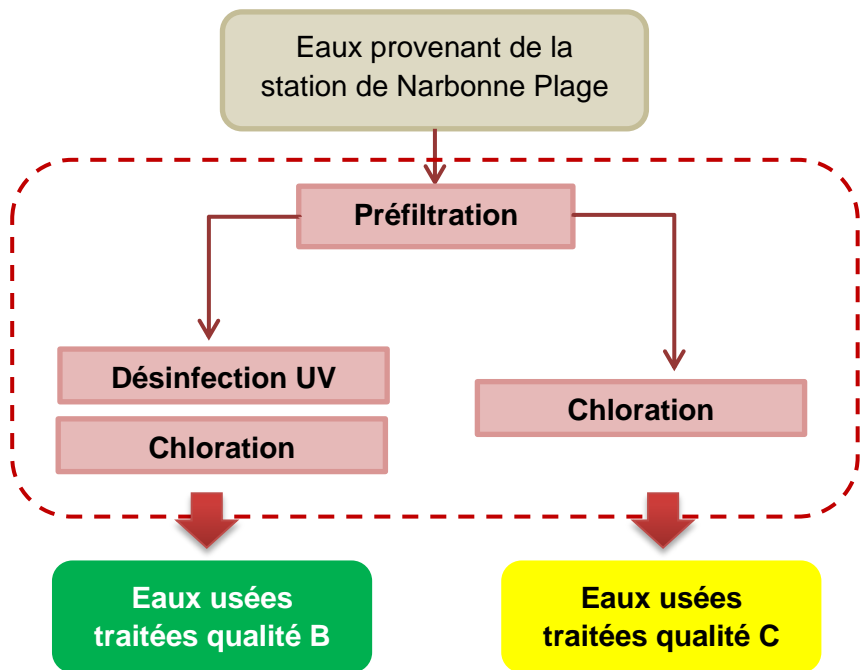 Eaux provenant de la
station de Narbonne Plage
Préfiltration
Désinfection UV
Chloration
Chloration
Eaux usées
traitées qualité B
Eaux usées
traitées qualité C